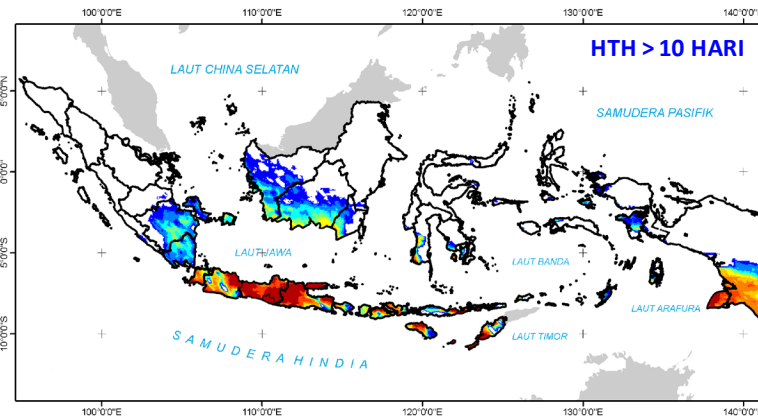 100°0'0"E 110°0'0"E 120°0'0"E 130°0'0"E 140°0'0"
HTH > 10 HARI
LAUT CHINA SELATAN
5°0'0"N
SAMUDERA PASIFIK
0°0'0"
5°0'0"S
LAUT JAWA
LAUT BANDA
LAUT ARAFURA
10°0'0"S
SAMUDERA HINDIA
LAUT TIMOR
100°0'0"E 110°0'0"E 120°0'0"E 130°0'0"E 140°0'0"